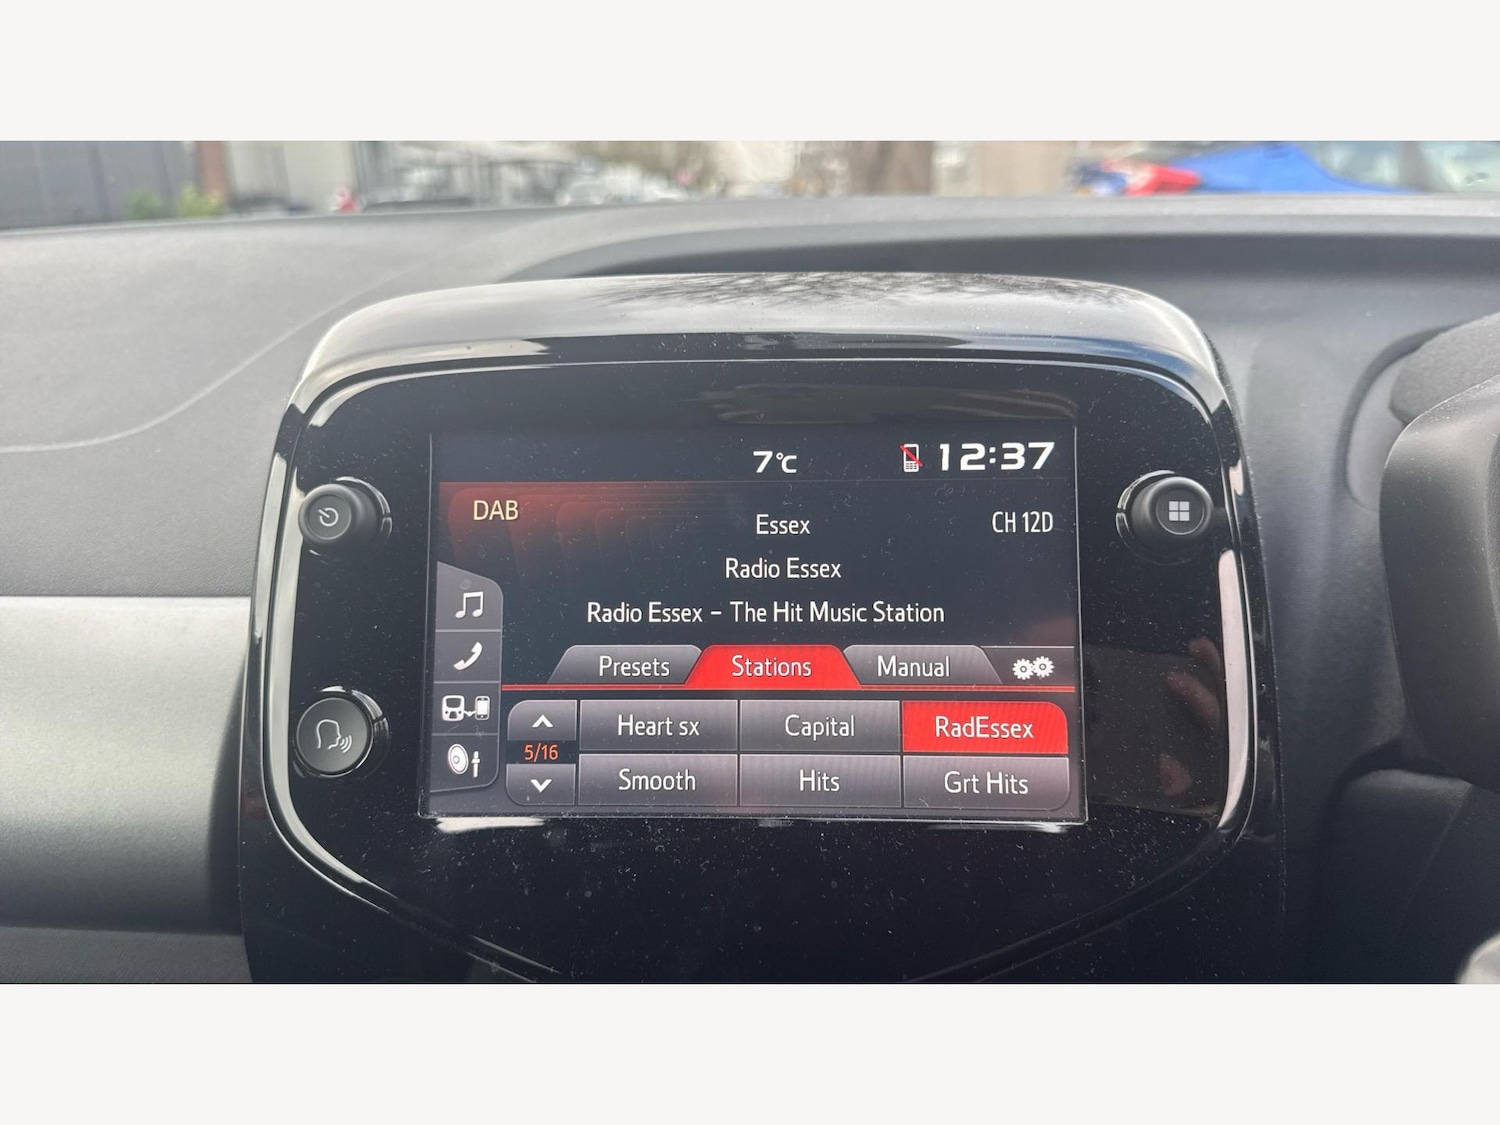 7°C 12:37
DAB
Essex CH 12D
Radio Essex
Radio Essex - The Hit Music Station
Presets Stations Manual
Heart sx Capital RadEssex
5/16
Smooth Hits Grt Hits